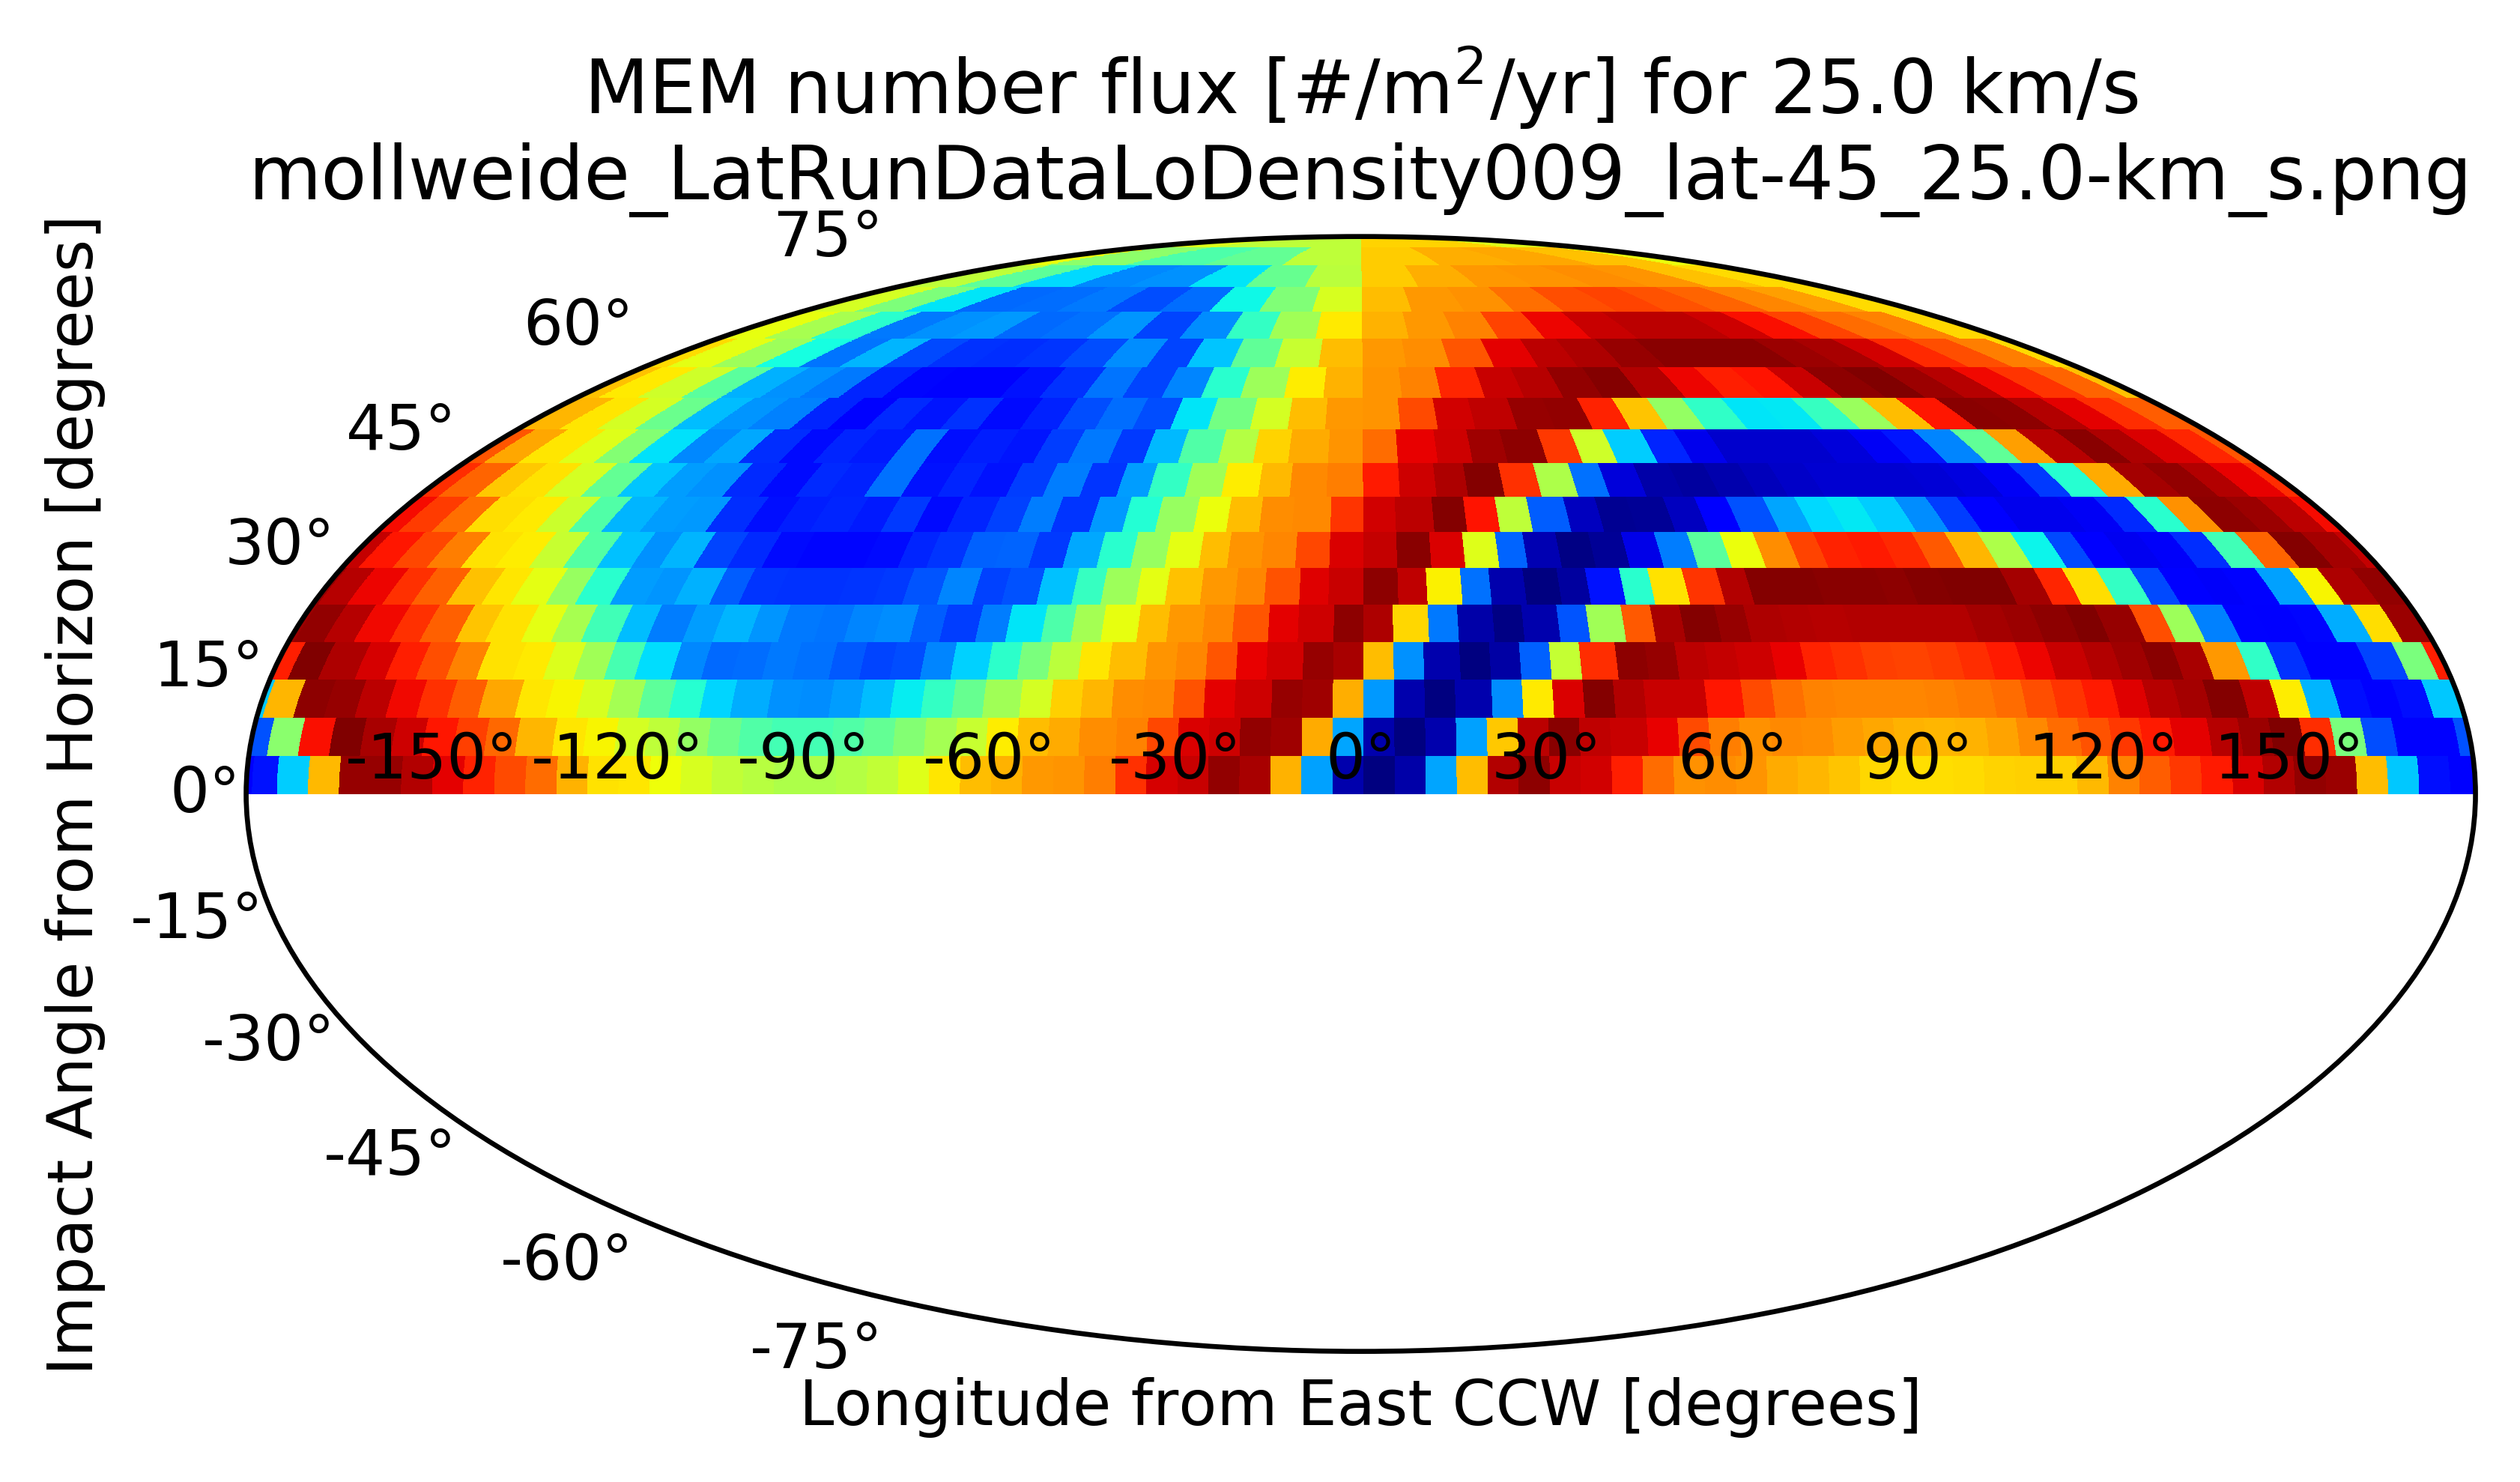 MEM number flux [#/m²/yr] for 25.0 km/s
mollweide_LatRunDataLoDensity009_lat-45_25.0-km_s.png
Impact Angle from Horizon [degrees]
75°
60°
45°
30°
15°
0°
-15°
-30°
-45°
-60°
-75°
-150° -120° -90° -60° -30° 0° 30° 60° 90° 120° 150°
Longitude from East CCW [degrees]